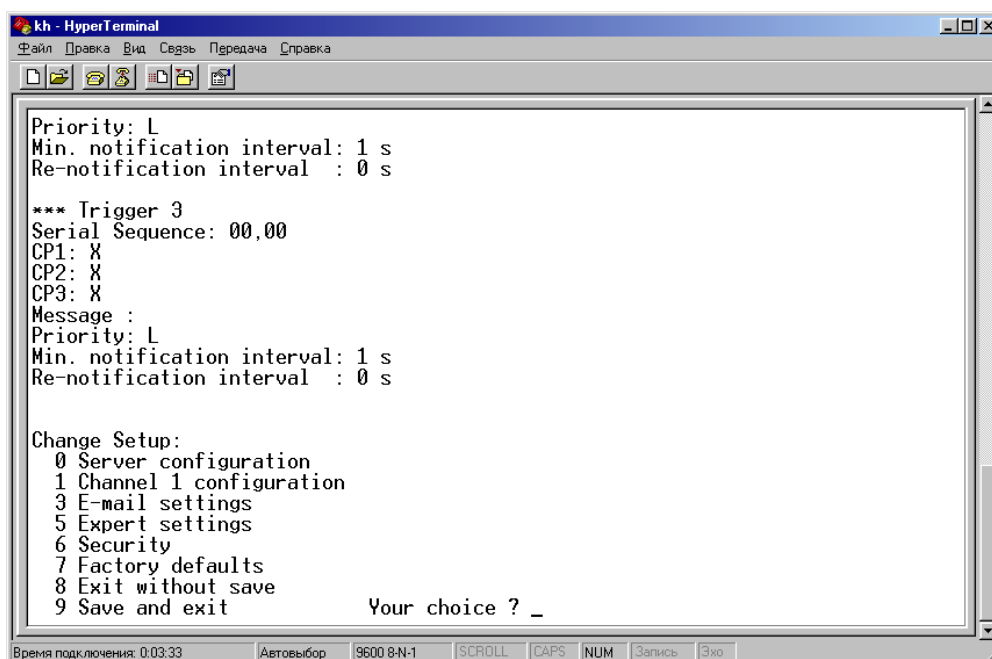 kh - HyperTerminal
Файл Правка Вид Связь Передача Справка
Priority: L
Min. notification interval: 1 s
Re-notification interval  : 0 s
*** Trigger 3
Serial Sequence: 00,00
CP1: X
CP2: X
CP3: X
Message :
Priority: L
Min. notification interval: 1 s
Re-notification interval  : 0 s
Change Setup:
0 Server configuration
1 Channel 1 configuration
3 E-mail settings
5 Expert settings
6 Security
7 Factory defaults
8 Exit without save
9 Save and exit Your choice ? _
Время подключения: 0:03:33 Автовыбор 9600 8-N-1 SCROLL CAPS NUM Запись Эхо